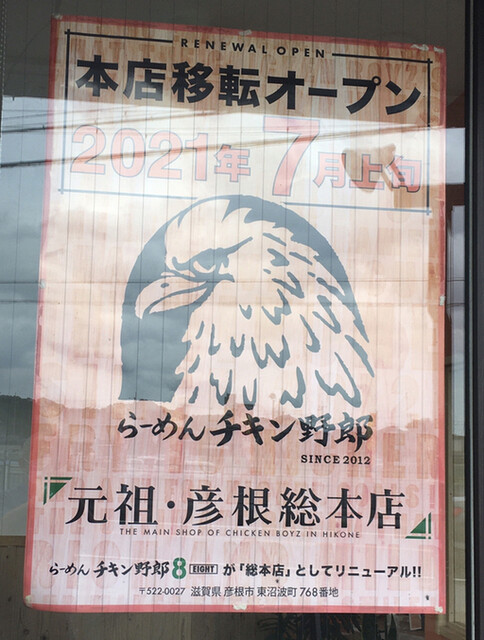 RENEWAL OPEN
本店移転オープン
2021年7月上旬
らーめんチキン野郎
SINCE 2012
元祖・彦根総本店
THE MAIN SHOP OF CHICKEN BOYZ IN HIKONE
らーめんチキン野郎8 EIGHT が「総本店」としてリニューアル!!
〒522-0027 滋賀県 彦根市 東沼波町 768番地